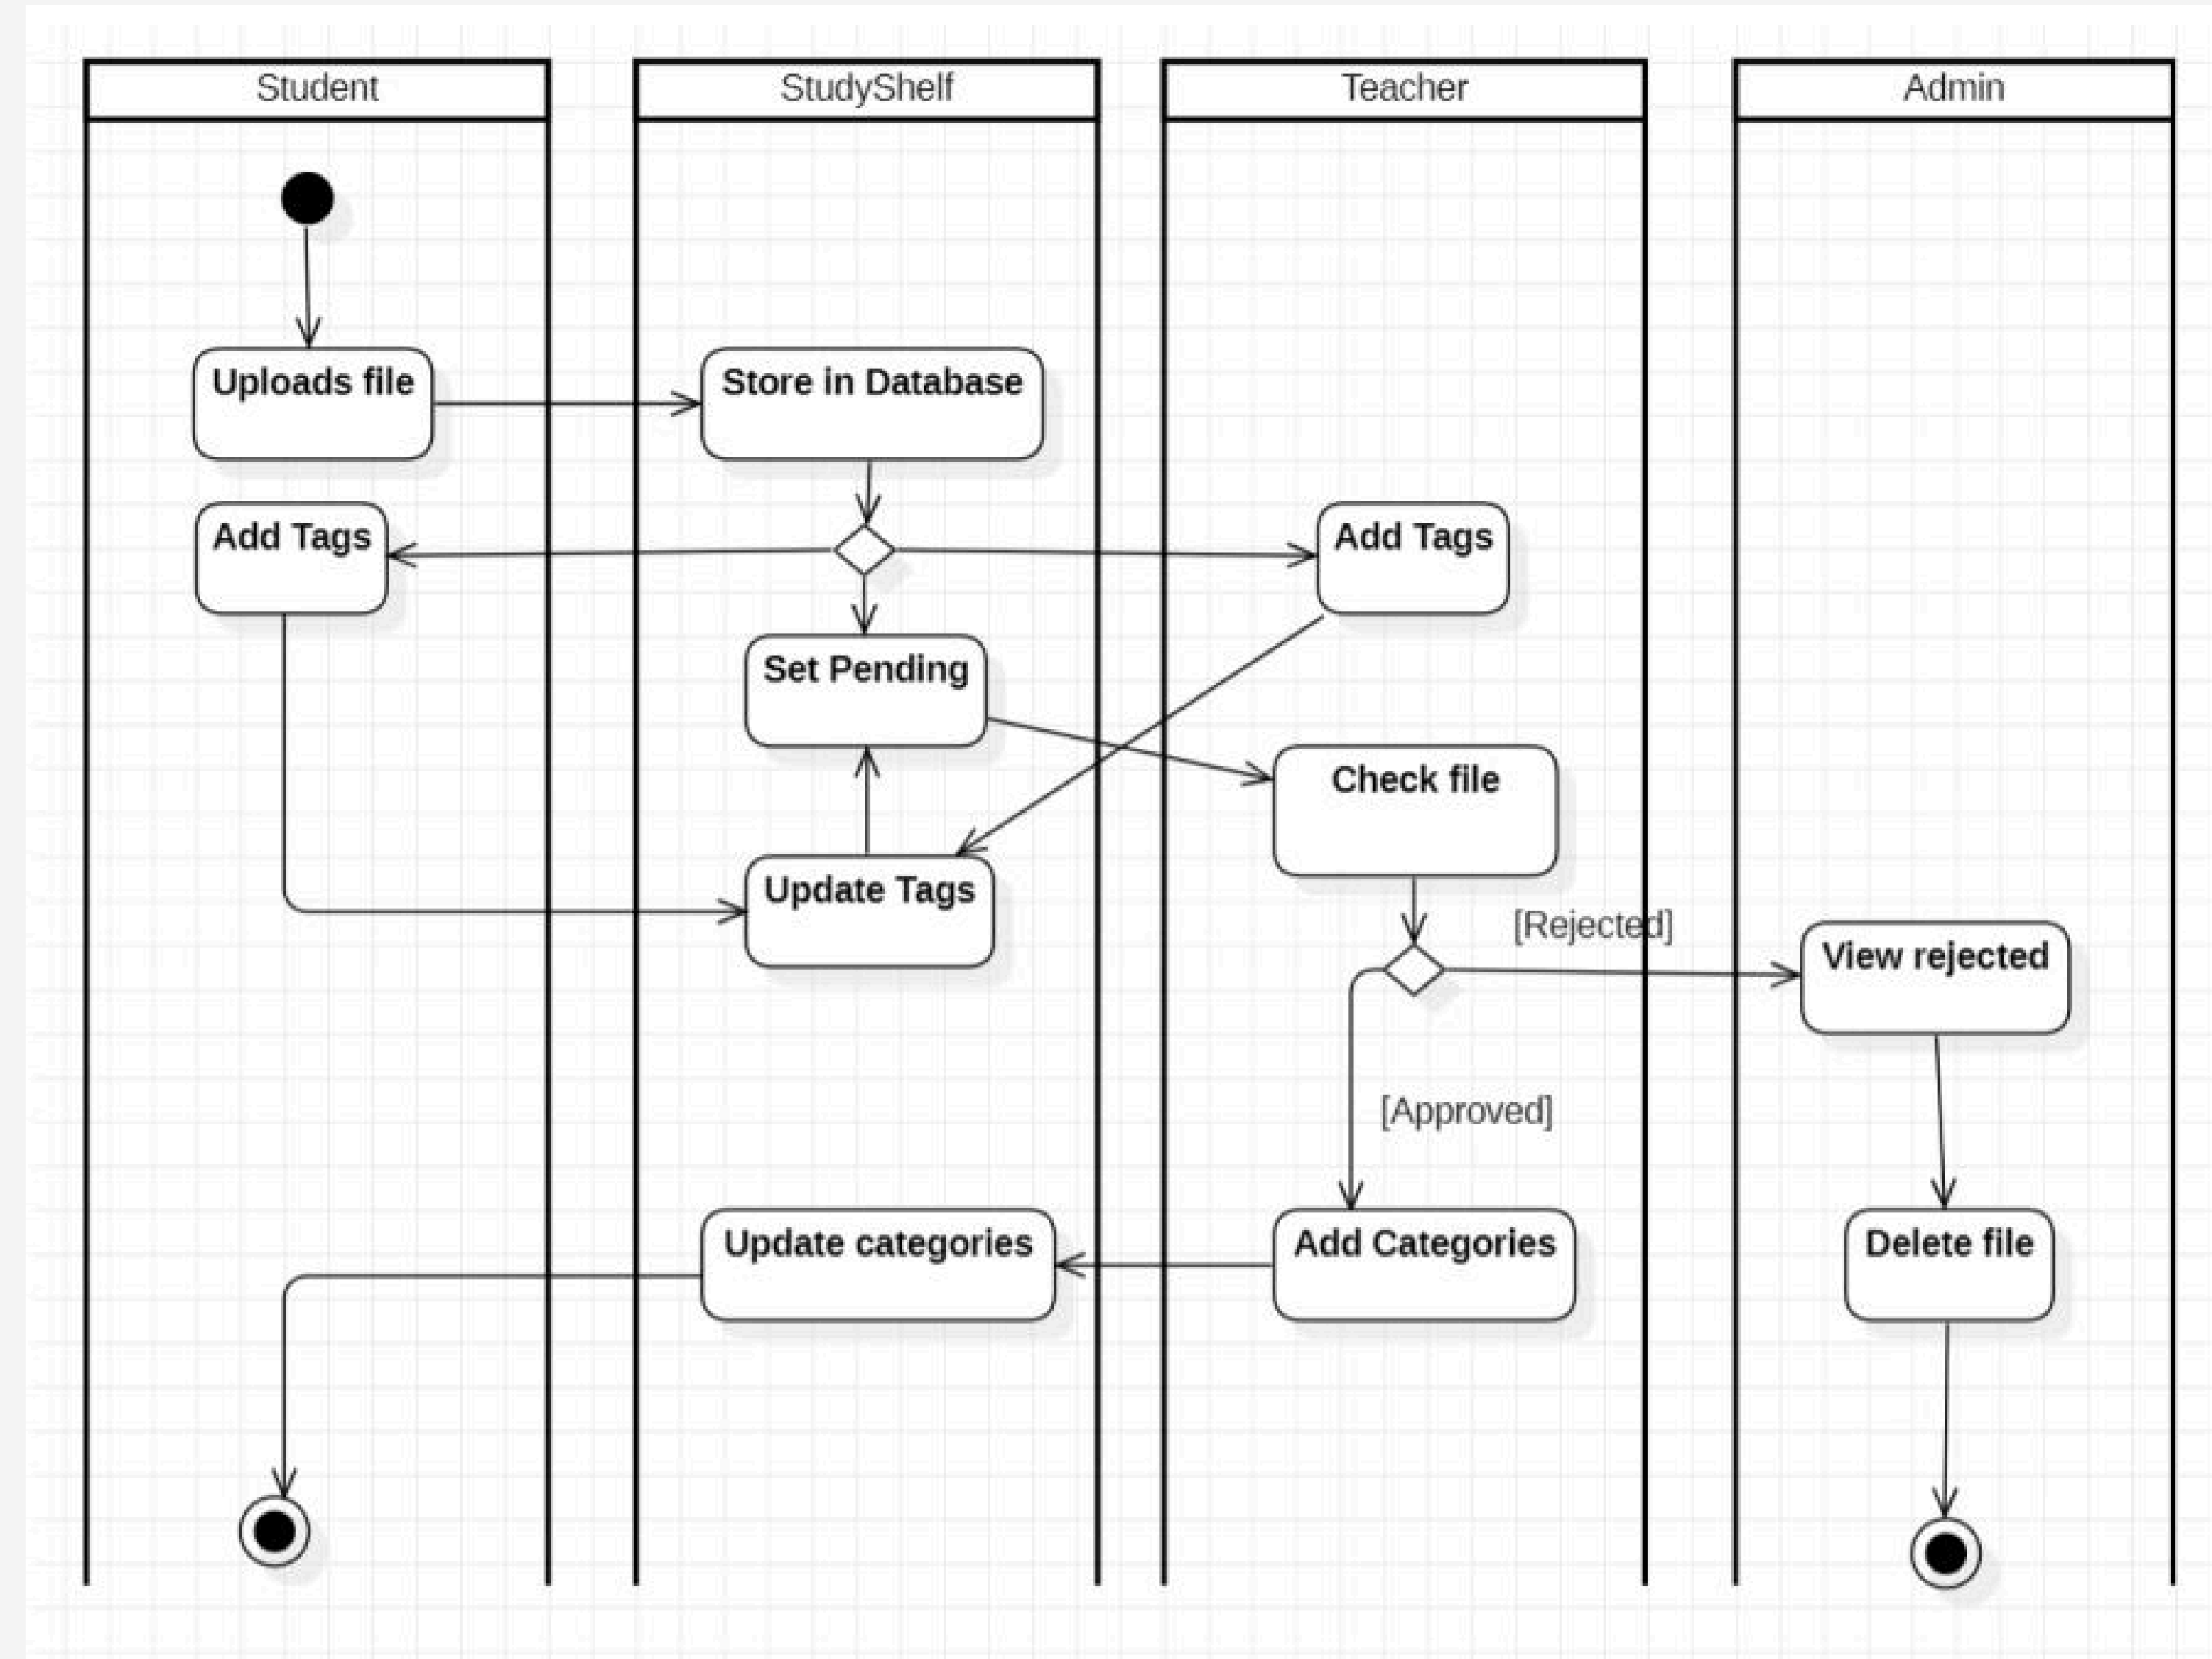 Student
StudyShelf
Teacher
Admin
Uploads file
Store in Database
Add Tags
Add Tags
Set Pending
Check file
Update Tags
[Rejected]
View rejected
[Approved]
Update categories
Add Categories
Delete file